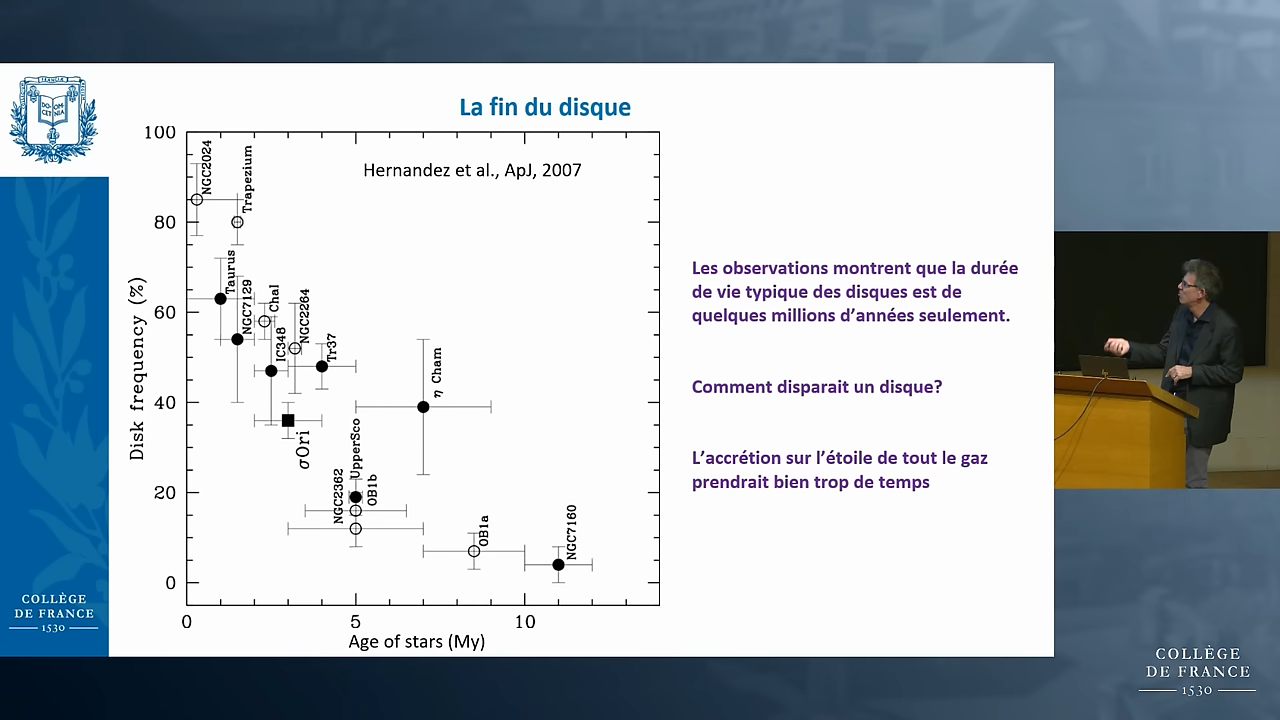 La fin du disque
Hernandez et al., ApJ, 2007
Disk frequency (%)
100
80
60
40
20
0
NGC2024
Trapezium
Taurus
NGC7129
ChaI
IC348
NGC2264
Tr37
σOri
η Cham
UpperSco
OB1b
NGC2362
OB1a
NGC7160
0
5
10
Age of stars (My)
Les observations montrent que la durée
de vie typique des disques est de
quelques millions d’années seulement.
Comment disparait un disque?
L’accrétion sur l’étoile de tout le gaz
prendrait bien trop de temps
COLLÈGE
DE FRANCE
1530
COLLÈGE
DE FRANCE
1530